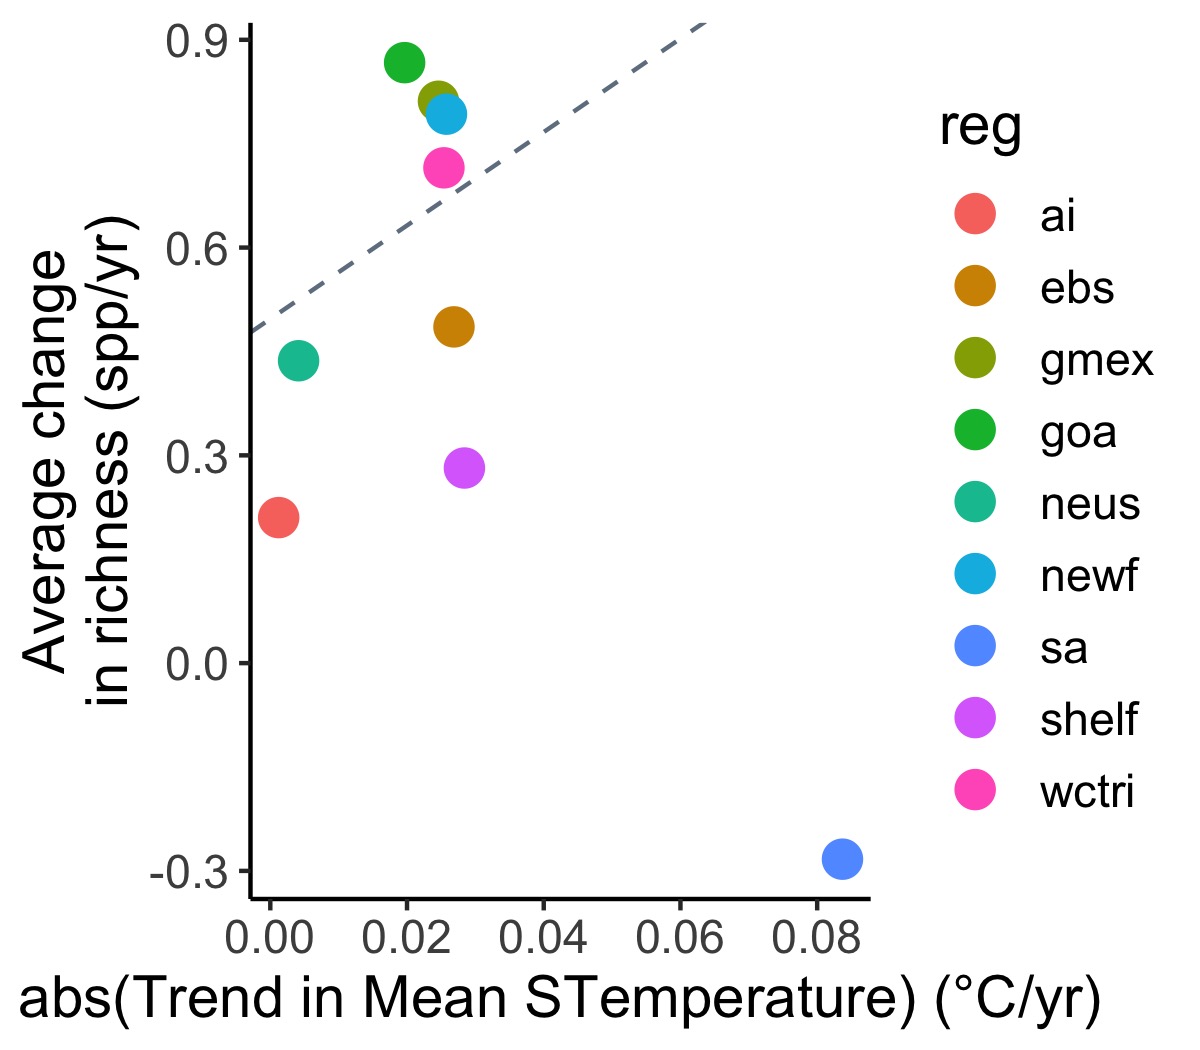 Average change
in richness (spp/yr)
0.9
0.6
0.3
0.0
-0.3
0.00 0.02 0.04 0.06 0.08
abs(Trend in Mean STemperature) (°C/yr)
reg
ai
ebs
gmex
goa
neus
newf
sa
shelf
wctri